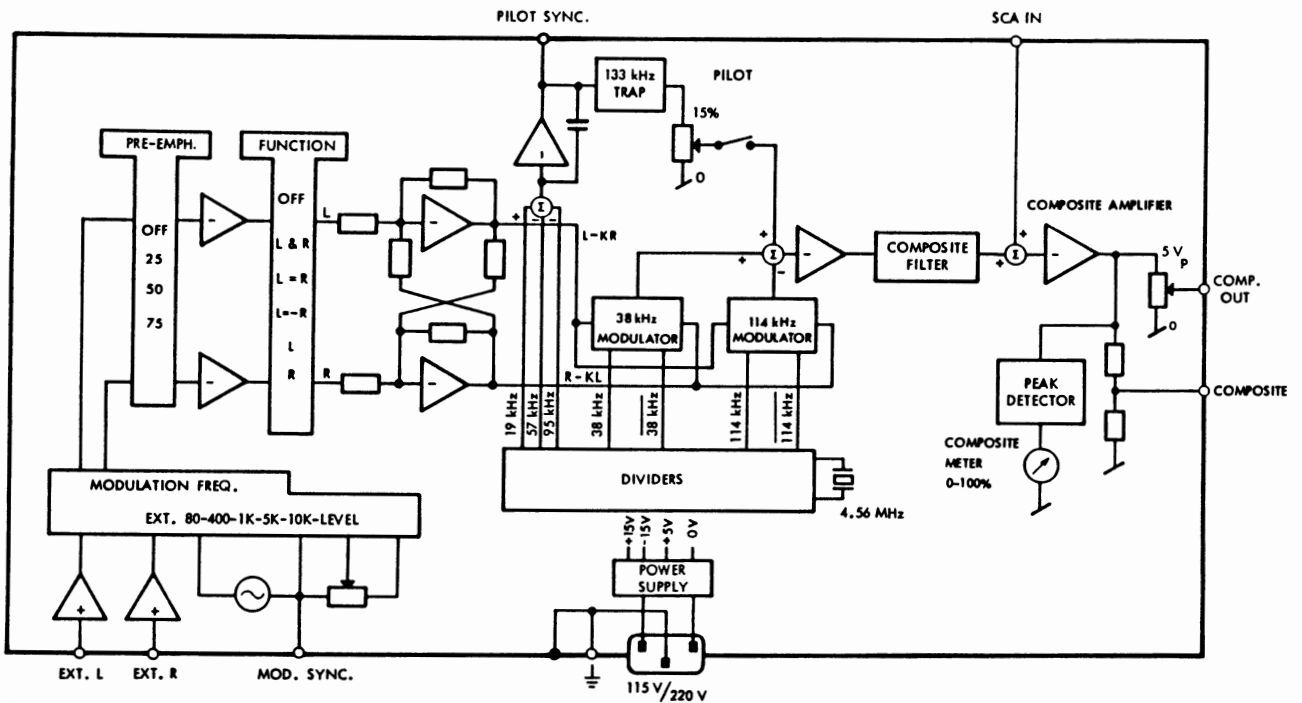 PILOT SYNC.
SCA IN
133 kHz
TRAP
PILOT
15%
0
PRE-EMPH.
OFF
25
50
75
FUNCTION
OFF
L & R
L = R
L=-R
L
R
L
R
L-KR
R-KL
Σ
+
-
-
-
-
-
-
-
-
38 kHz
MODULATOR
114 kHz
MODULATOR
+
+
-
Σ
-
COMPOSITE
FILTER
+
+
Σ
-
COMPOSITE AMPLIFIER
5 Vp
0
COMP.
OUT
PEAK
DETECTOR
COMPOSITE
COMPOSITE
METER
0-100%
19 kHz
57 kHz
95 kHz
38 kHz
38 kHz
114 kHz
114 kHz
DIVIDERS
4.56 MHz
+15V
-15V
+5V
0V
POWER
SUPPLY
115 V/220 V
MODULATION FREQ.
EXT. 80-400-1K-5K-10K-LEVEL
+
+
EXT. L
EXT. R
MOD. SYNC.